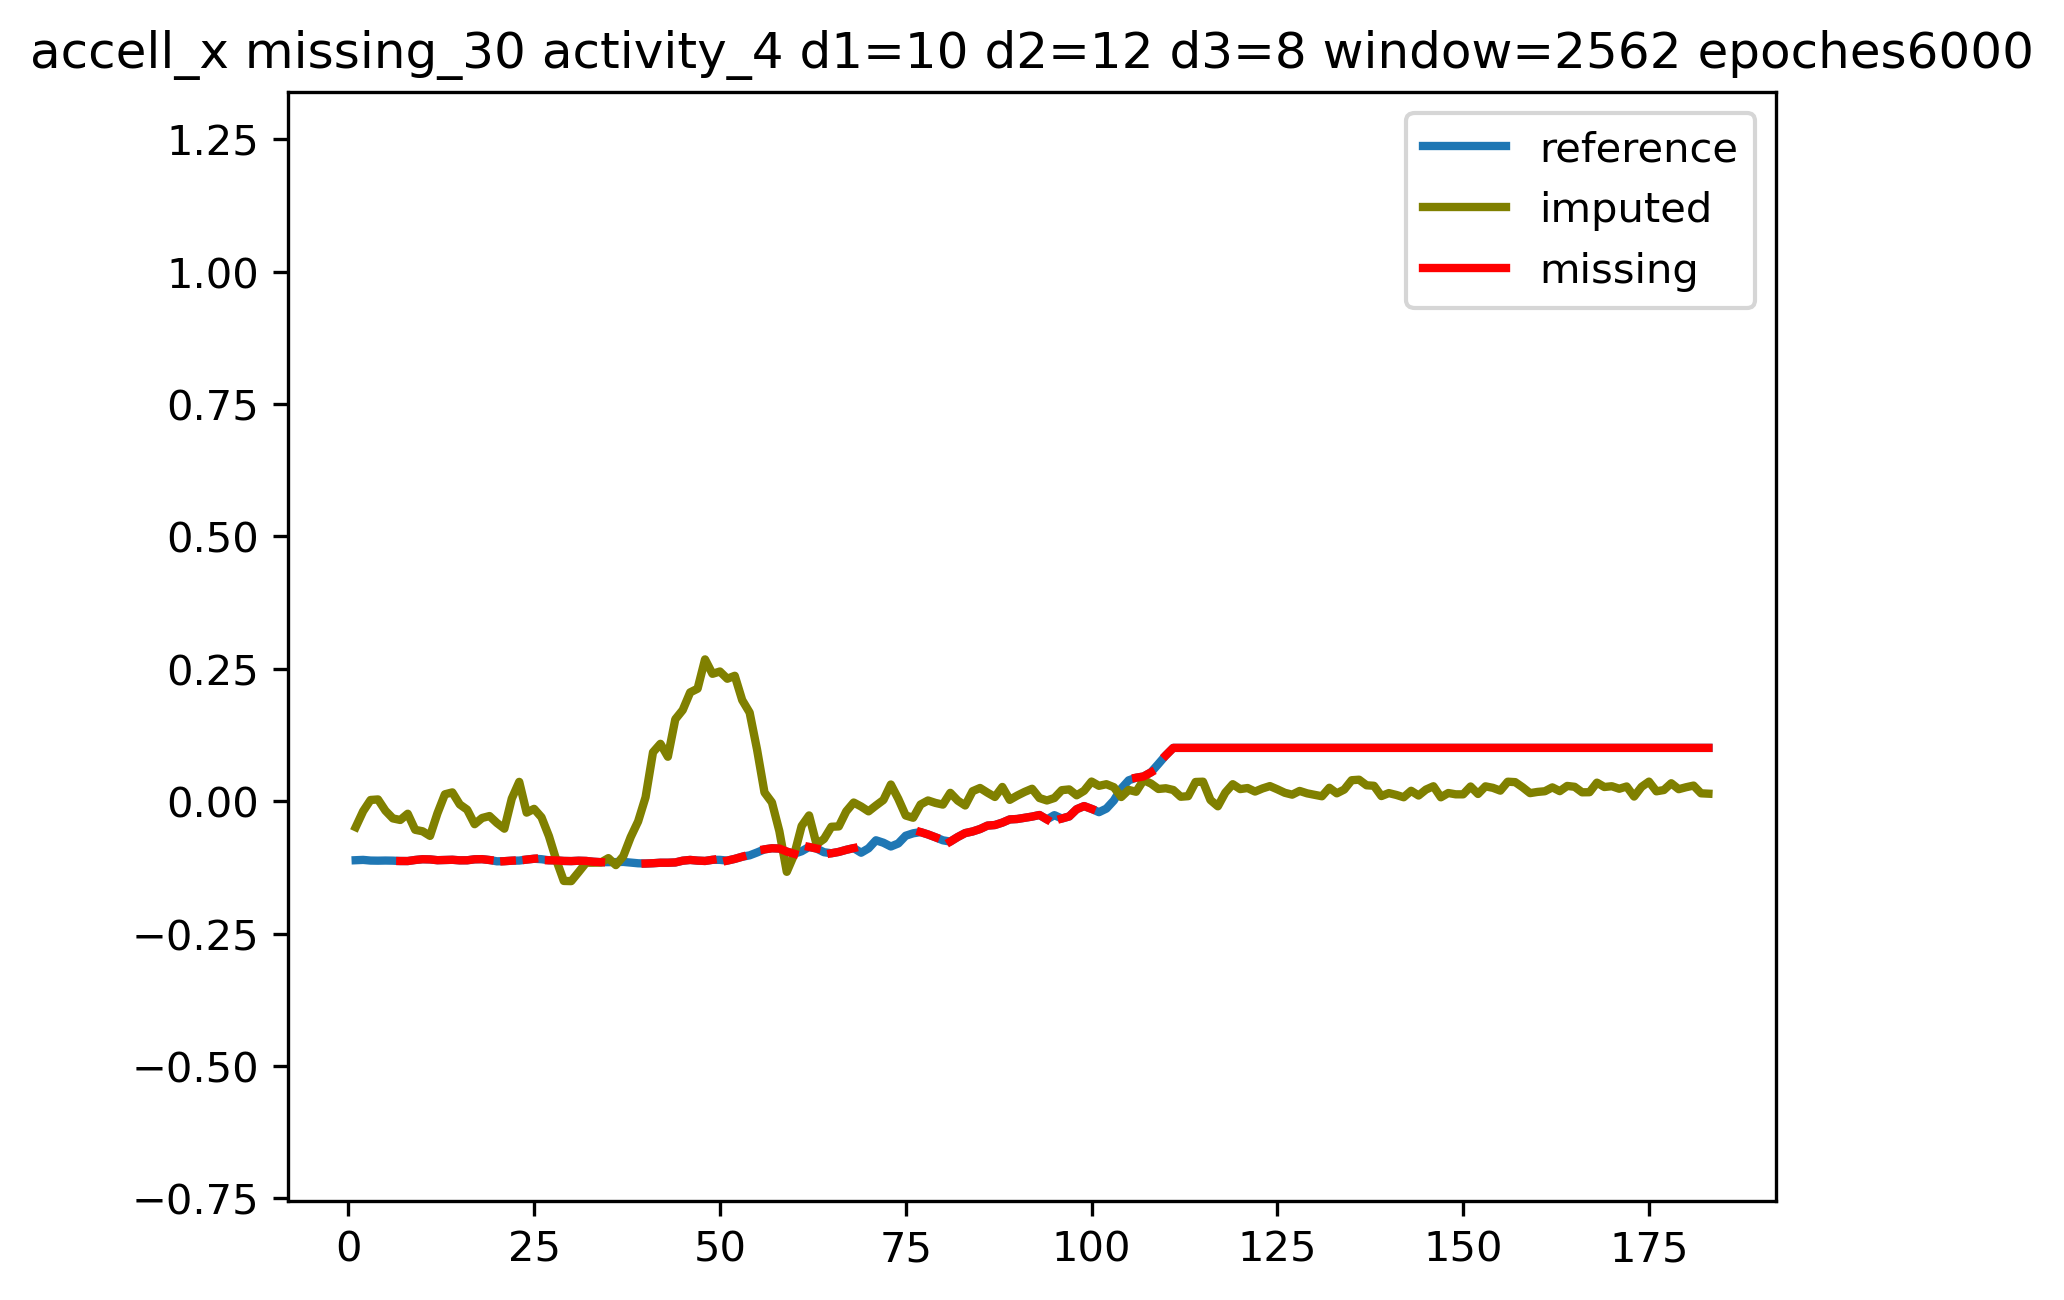 accell_x missing_30 activity_4 d1=10 d2=12 d3=8 window=2562 epoches6000
1.25
1.00
0.75
0.50
0.25
0.00
−0.25
−0.50
−0.75
reference
imputed
missing
0 25 50 75 100 125 150 175